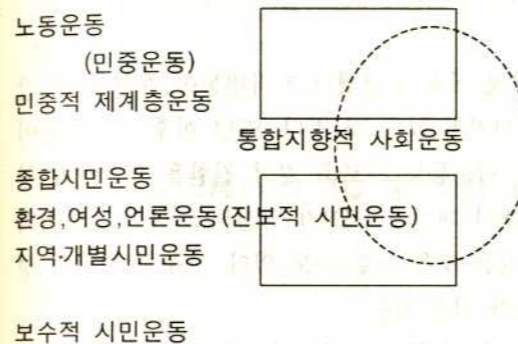 노동운동
(민중운동)
민중적 제계층운동
통합지향적 사회운동
종합시민운동
환경,여성,언론운동(진보적 시민운동)
지역·개별시민운동
보수적 시민운동